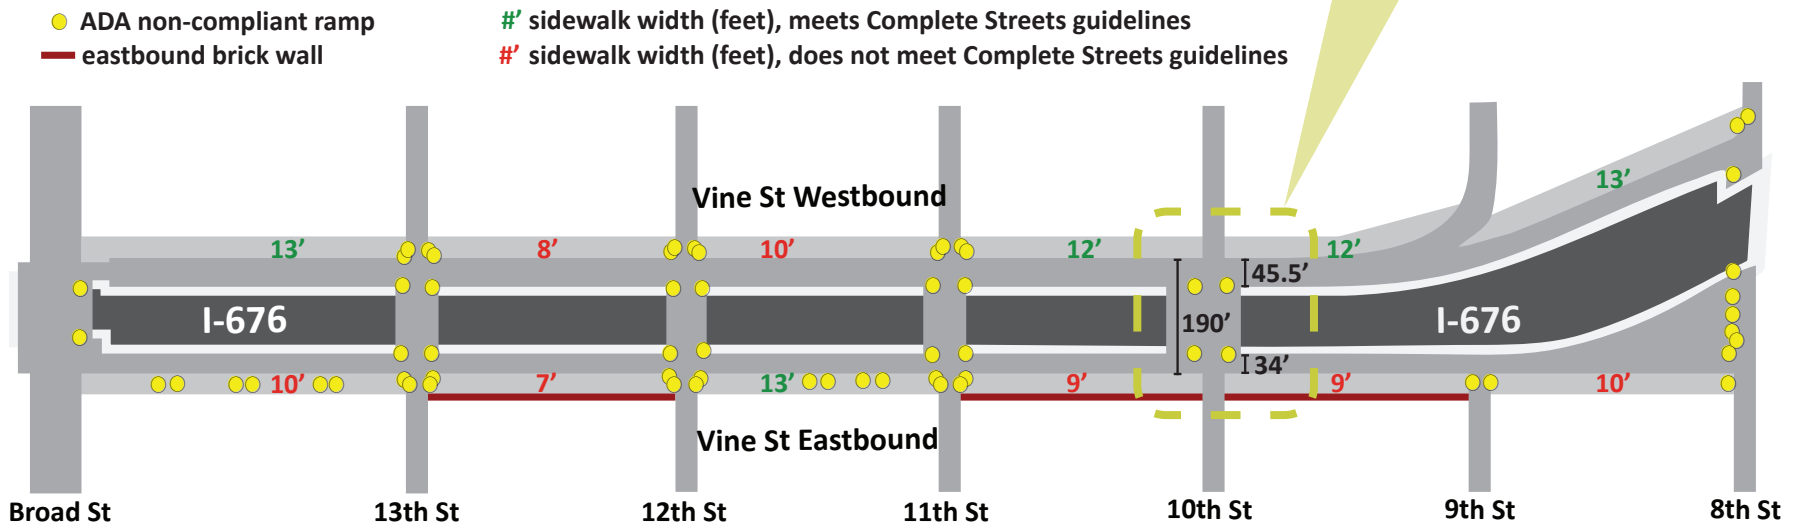 ADA non-compliant ramp
#’ sidewalk width (feet), meets Complete Streets guidelines
eastbound brick wall
#’ sidewalk width (feet), does not meet Complete Streets guidelines
13’
Vine St Westbound
13’ 8’ 10’ 12’ 12’
45.5’
I-676 190’ I-676
34’
10’ 7’ 13’ 9’ 9’ 10’
Vine St Eastbound
Broad St 13th St 12th St 11th St 10th St 9th St 8th St